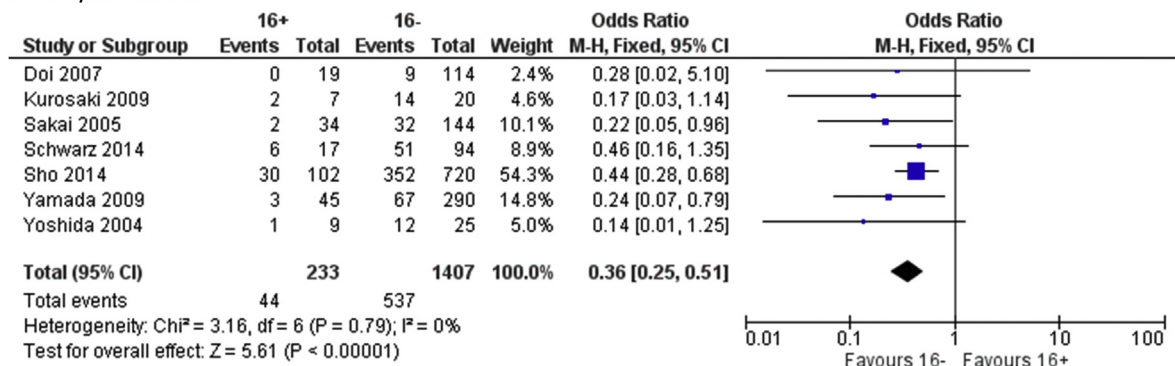 16+ 16- Odds Ratio Odds Ratio
Study or Subgroup Events Total Events Total Weight M-H, Fixed, 95% CI M-H, Fixed, 95% CI
Doi 2007 0 19 9 114 2.4% 0.28 [0.02, 5.10]
Kurosaki 2009 2 7 14 20 4.6% 0.17 [0.03, 1.14]
Sakai 2005 2 34 32 144 10.1% 0.22 [0.05, 0.96]
Schwarz 2014 6 17 51 94 8.9% 0.46 [0.16, 1.35]
Sho 2014 30 102 352 720 54.3% 0.44 [0.28, 0.68]
Yamada 2009 3 45 67 290 14.8% 0.24 [0.07, 0.79]
Yoshida 2004 1 9 12 25 5.0% 0.14 [0.01, 1.25]
Total (95% CI) 233 1407 100.0% 0.36 [0.25, 0.51]
Total events 44 537
Heterogeneity: Chi² = 3.16, df = 6 (P = 0.79); I² = 0%
Test for overall effect: Z = 5.61 (P < 0.00001)
0.01 0.1 1 10 100
Favours 16- Favours 16+